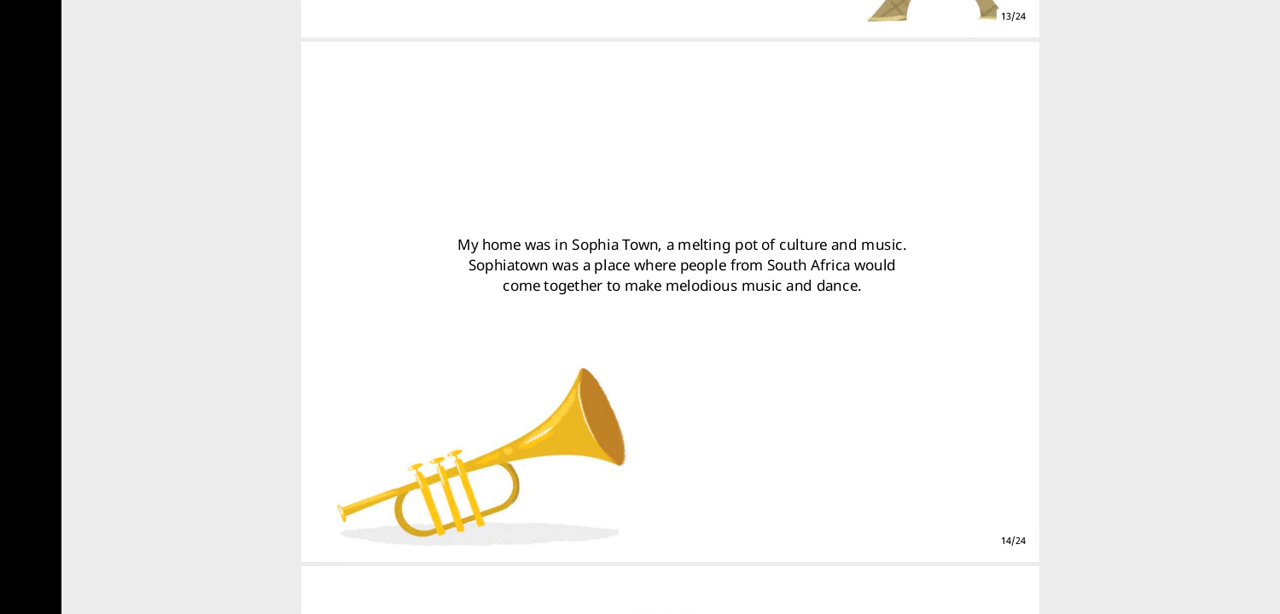 13/24
My home was in Sophia Town, a melting pot of culture and music.
Sophiatown was a place where people from South Africa would
come together to make melodious music and dance.
14/24